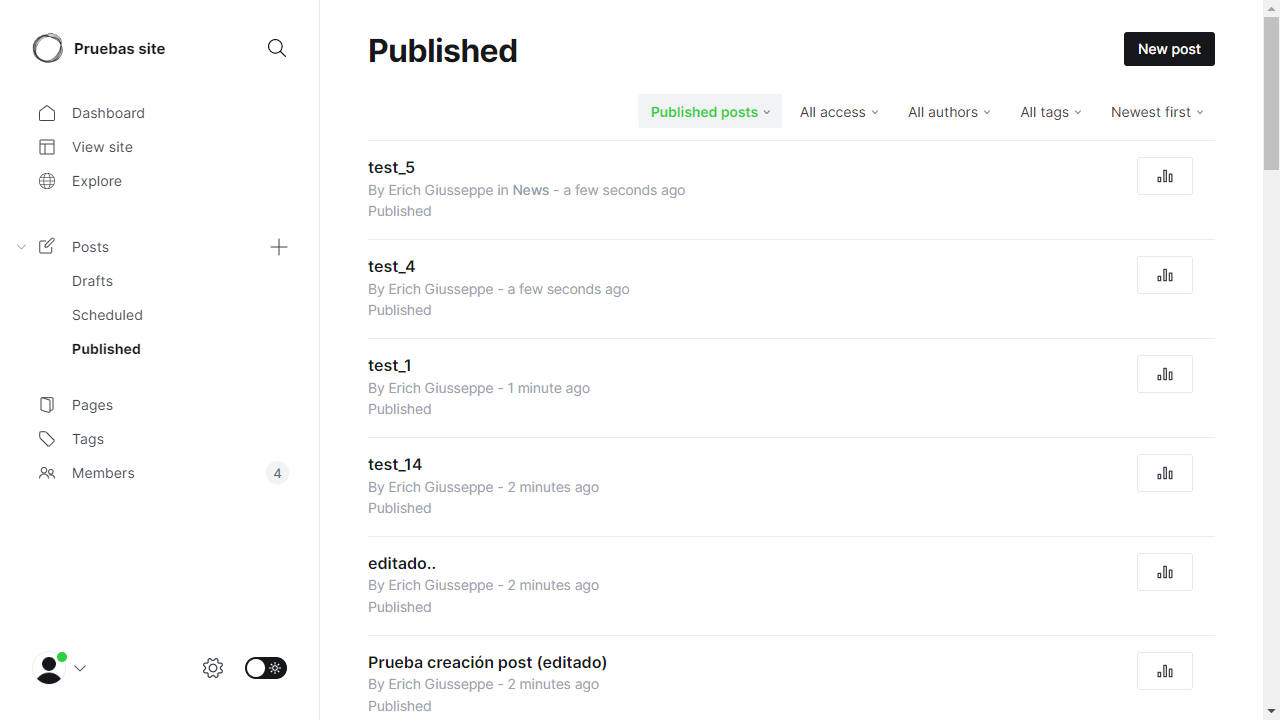 Pruebas site
Dashboard
View site
Explore
Posts
Drafts
Scheduled
Published
Pages
Tags
Members 4
Published
New post
Published posts All access All authors All tags Newest first
test_5
By Erich Giusseppe in News - a few seconds ago
Published
test_4
By Erich Giusseppe - a few seconds ago
Published
test_1
By Erich Giusseppe - 1 minute ago
Published
test_14
By Erich Giusseppe - 2 minutes ago
Published
editado..
By Erich Giusseppe - 2 minutes ago
Published
Prueba creación post (editado)
By Erich Giusseppe - 2 minutes ago
Published